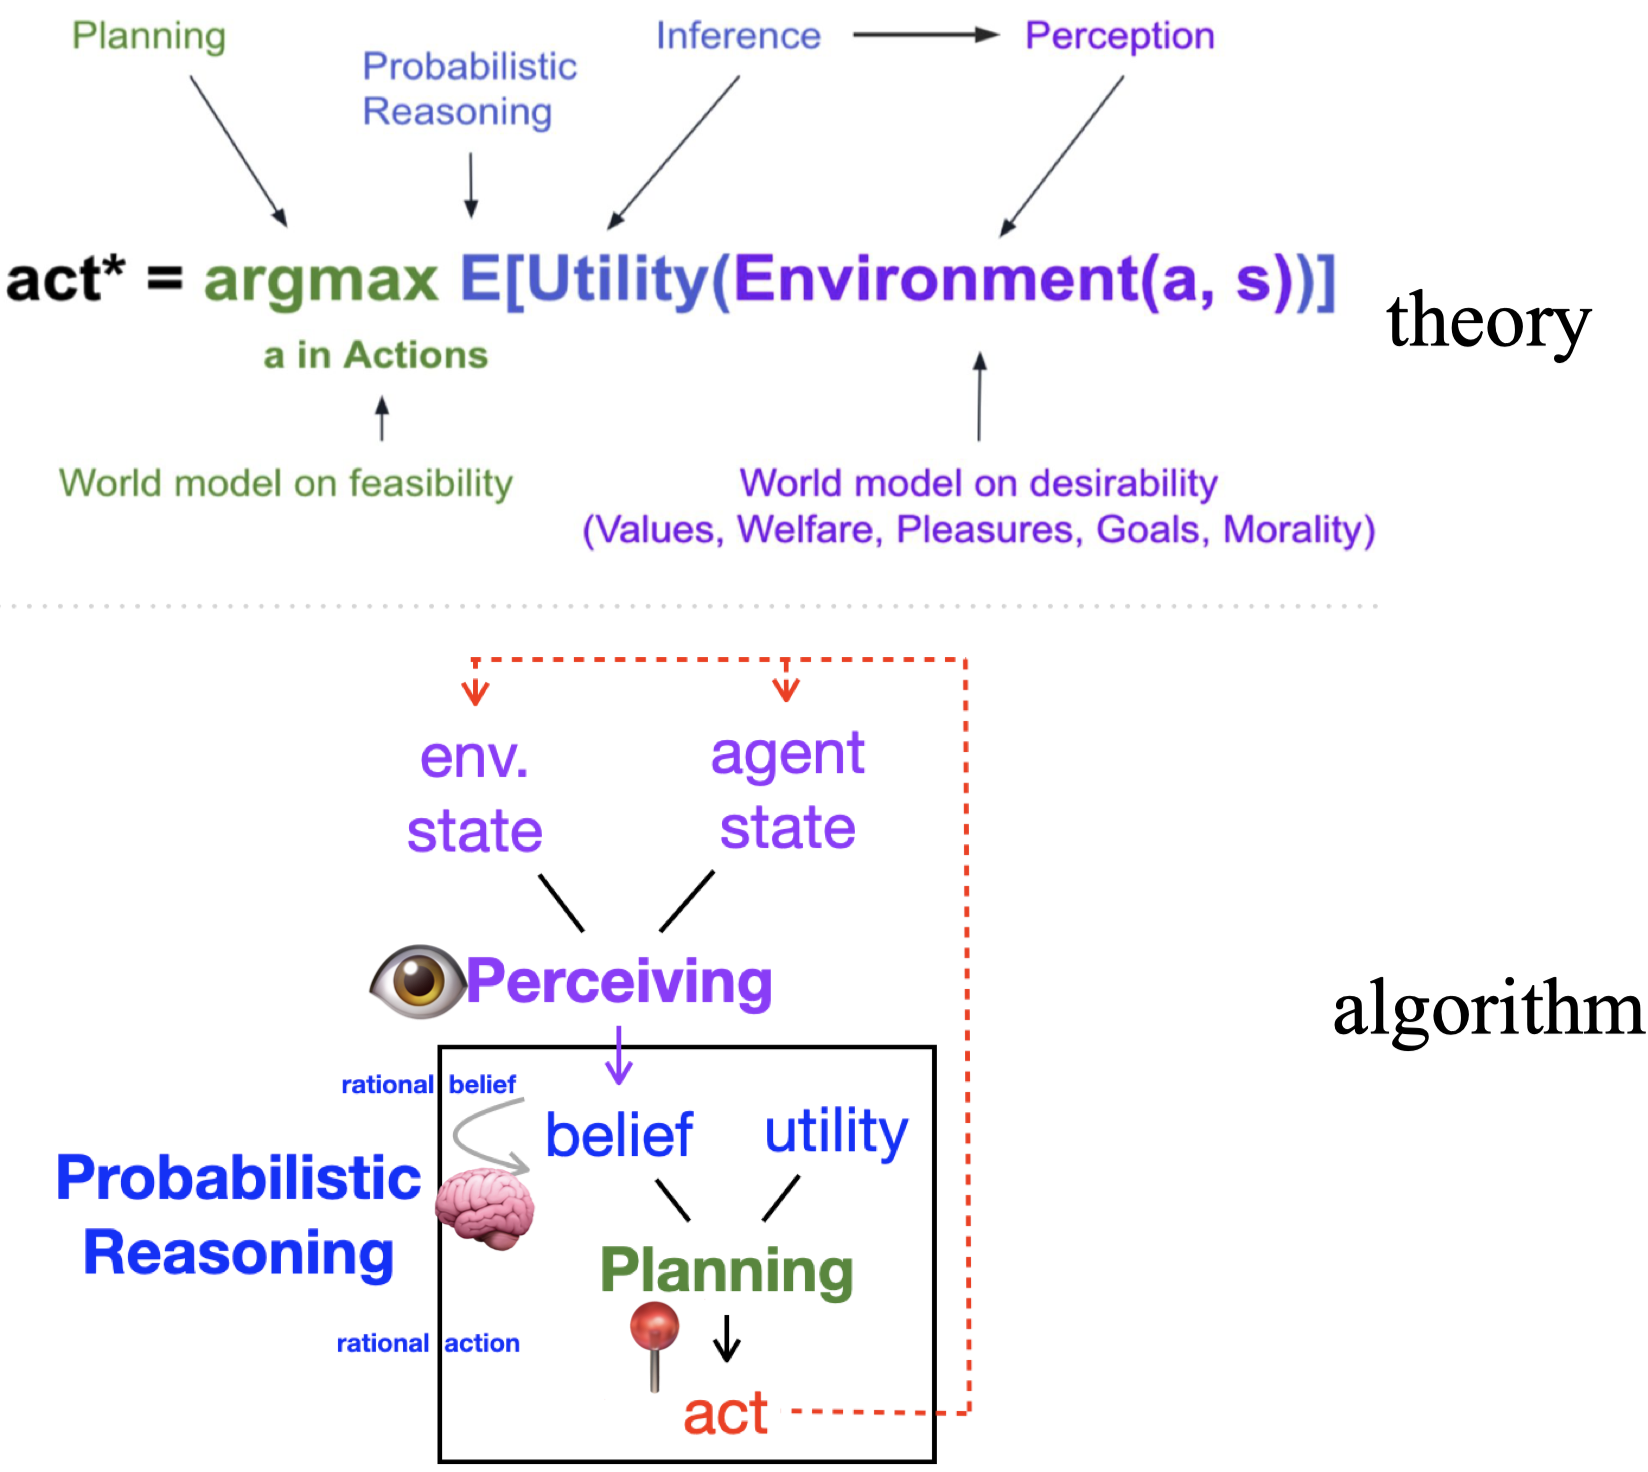 Planning
Probabilistic
Reasoning
Inference
Perception
act* = argmax E[Utility(Environment(a, s))]
a in Actions
theory
World model on feasibility
World model on desirability
(Values, Welfare, Pleasures, Goals, Morality)
env.
state
agent
state
Perceiving
algorithm
rational belief
belief
utility
Probabilistic
Reasoning
Planning
rational action
act